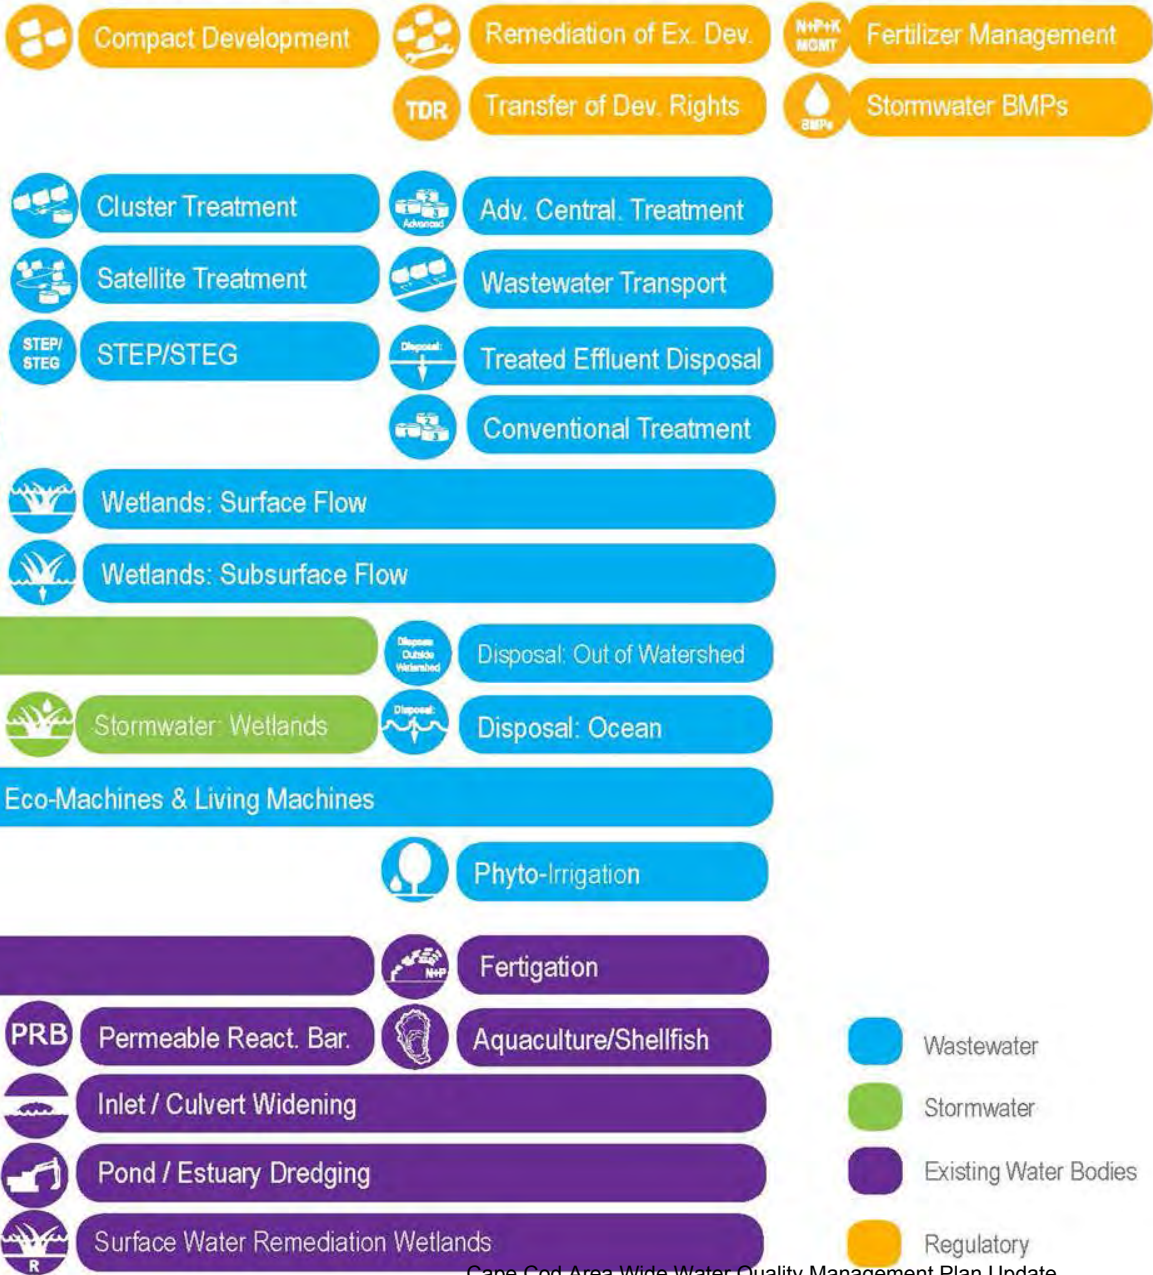 Compact Development
Remediation of Ex. Dev.
N+P+K
MGMT
Fertilizer Management
TDR
Transfer of Dev. Rights
BMPs
Stormwater BMPs
Cluster Treatment
Advanced
Adv. Central. Treatment
Satellite Treatment
Wastewater Transport
STEP/
STEG
STEP/STEG
Disposal:
Treated Effluent Disposal
Conventional Treatment
Wetlands: Surface Flow
Wetlands: Subsurface Flow
Disposal:
Outside
Watershed
Disposal: Out of Watershed
Stormwater: Wetlands
Disposal:
Disposal: Ocean
Eco-Machines & Living Machines
Phyto-Irrigation
N+P
Fertigation
PRB
Permeable React. Bar.
Aquaculture/Shellfish
Wastewater
Inlet / Culvert Widening
Stormwater
Pond / Estuary Dredging
Existing Water Bodies
R
Surface Water Remediation Wetlands
Regulatory
Cape Cod Area Wide Water Quality Management Plan Update